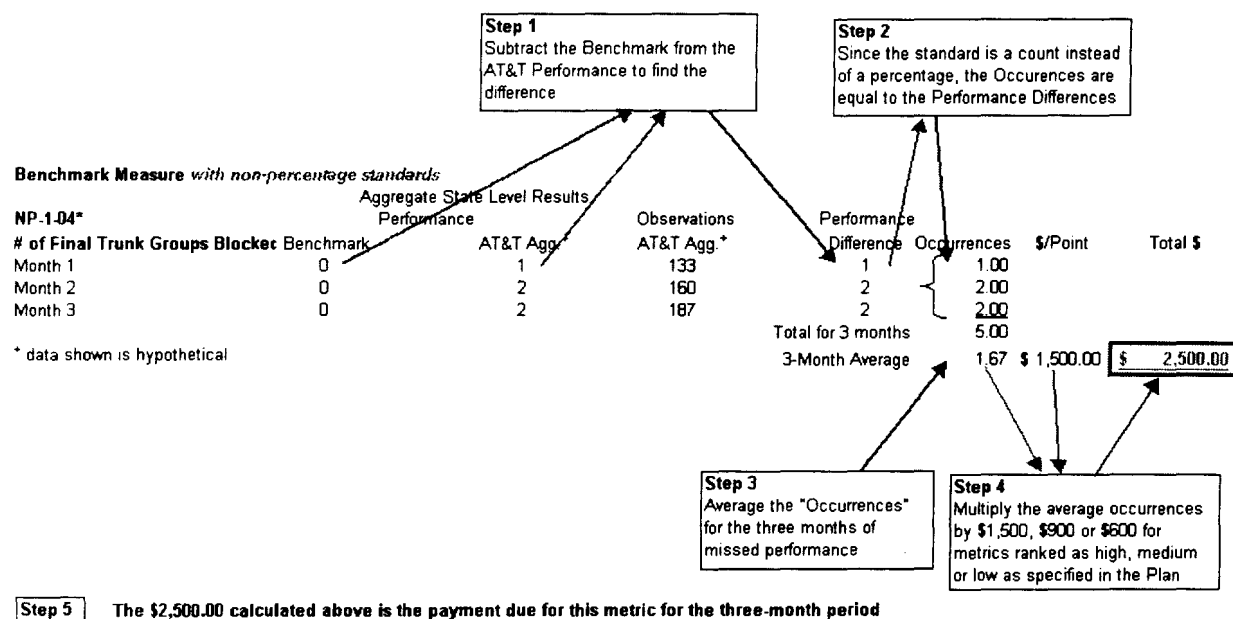 Step 1
Subtract the Benchmark from the
AT&T Performance to find the
difference
Step 2
Since the standard is a count instead
of a percentage, the Occurences are
equal to the Performance Differences
Benchmark Measure with non-percentage standards
Aggregate State Level Results
NP-1-04* Performance Observations Performance
# of Final Trunk Groups Blocker Benchmark AT&T Agg.+ AT&T Agg.+ Difference Occurrences $/Point Total $
Month 1 0 1 133 1 1.00
Month 2 0 2 160 2 2.00
Month 3 0 2 187 2 2.00
Total for 3 months 5.00
+ data shown is hypothetical
3-Month Average 1.67 $ 1,500.00 $ 2,500.00
Step 3
Average the "Occurrences"
for the three months of
missed performance
Step 4
Multiply the average occurrences
by $1,500, $900 or $600 for
metrics ranked as high, medium
or low as specified in the Plan
Step 5 The $2,500.00 calculated above is the payment due for this metric for the three-month period